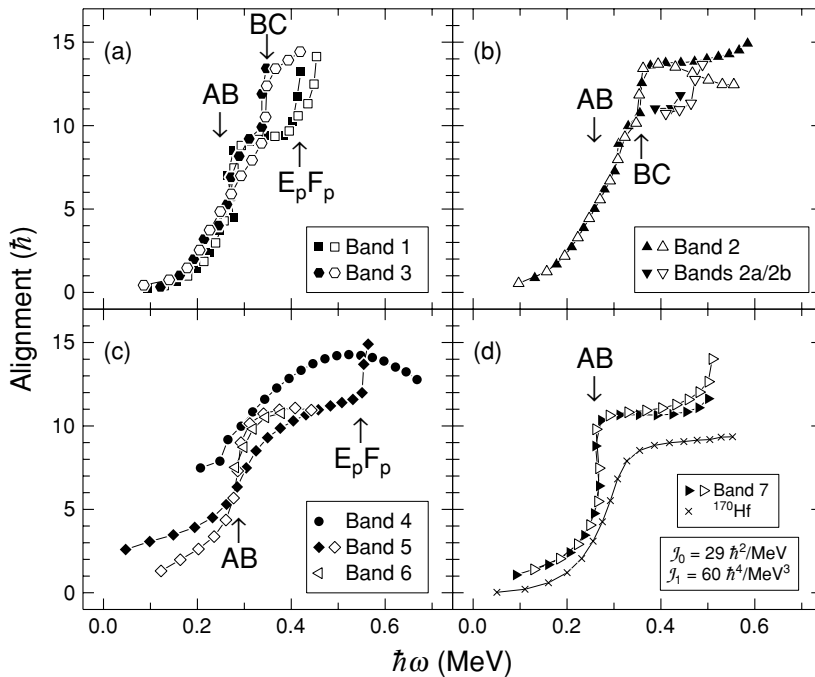 Alignment (ħ)
(a)
BC
AB
EpFp
Band 1
Band 3
0
5
10
15
(b)
AB
BC
Band 2
Bands 2a/2b
(c)
AB
EpFp
Band 4
Band 5
Band 6
0
5
10
15
0.0 0.2 0.4 0.6
(d)
AB
Band 7
¹⁷⁰Hf
𝒥₀ = 29 ħ²/MeV
𝒥₁ = 60 ħ⁴/MeV³
0.0 0.2 0.4 0.6
ħω (MeV)